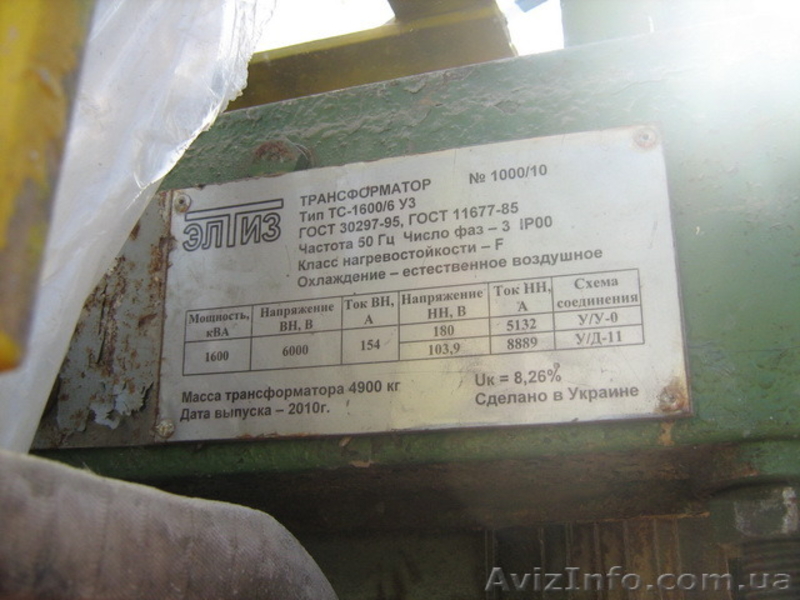 ЭЛТИЗ
ТРАНСФОРМАТОР № 1000/10
Тип ТС-1600/6 У3
ГОСТ 30297-95, ГОСТ 11677-85
Частота 50 Гц Число фаз – 3 IP00
Класс нагревостойкости – F
Охлаждение – естественное воздушное
Мощность, кВА Напряжение ВН, В Ток ВН, А Напряжение НН, В Ток НН, А Схема соединения
1600 6000 154 180 5132 У/У-0
103,9 8889 У/Д-11
Масса трансформатора 4900 кг Uк = 8,26%
Дата выпуска – 2010г. Сделано в Украине
AvizInfo.com.ua